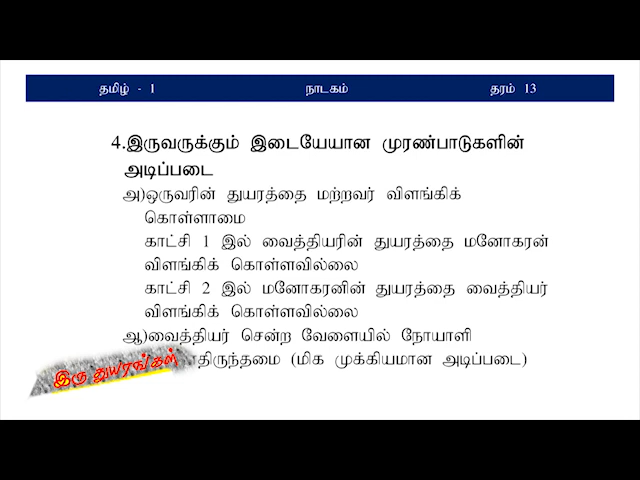 தமிழ் - 1 நாடகம் தரம் 13
4.இருவருக்கும் இடையேயான முரண்பாடுகளின்
அடிப்படை
அ)ஒருவரின் துயரத்தை மற்றவர் விளங்கிக்
கொள்ளாமை
காட்சி 1 இல் வைத்தியரின் துயரத்தை மனோகரன்
விளங்கிக் கொள்ளவில்லை
காட்சி 2 இல் மனோகரனின் துயரத்தை வைத்தியர்
விளங்கிக் கொள்ளவில்லை
ஆ)வைத்தியர் சென்ற வேளையில் நோயாளி
(மிக முக்கியமான அடிப்படை)
இரு துயரங்கள்